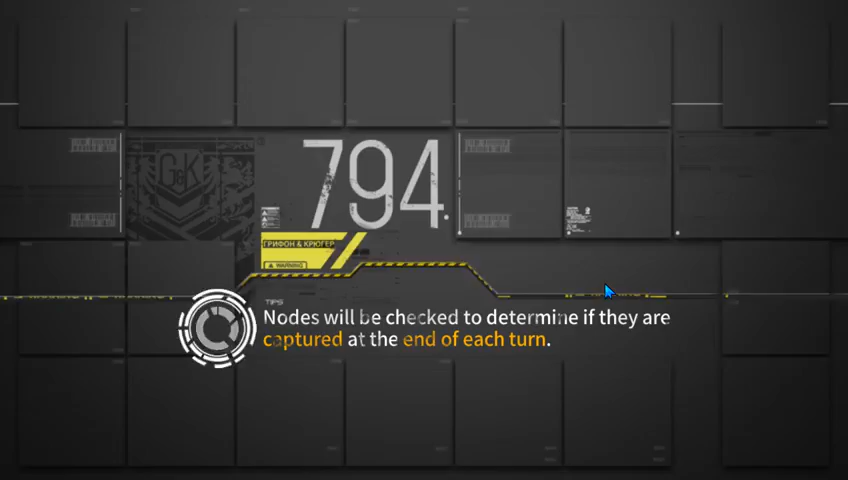 G&K
794.
ГРИФОН & КРЮГЕР
WARNING
TIPS
Nodes will be checked to determine if they are
captured at the end of each turn.